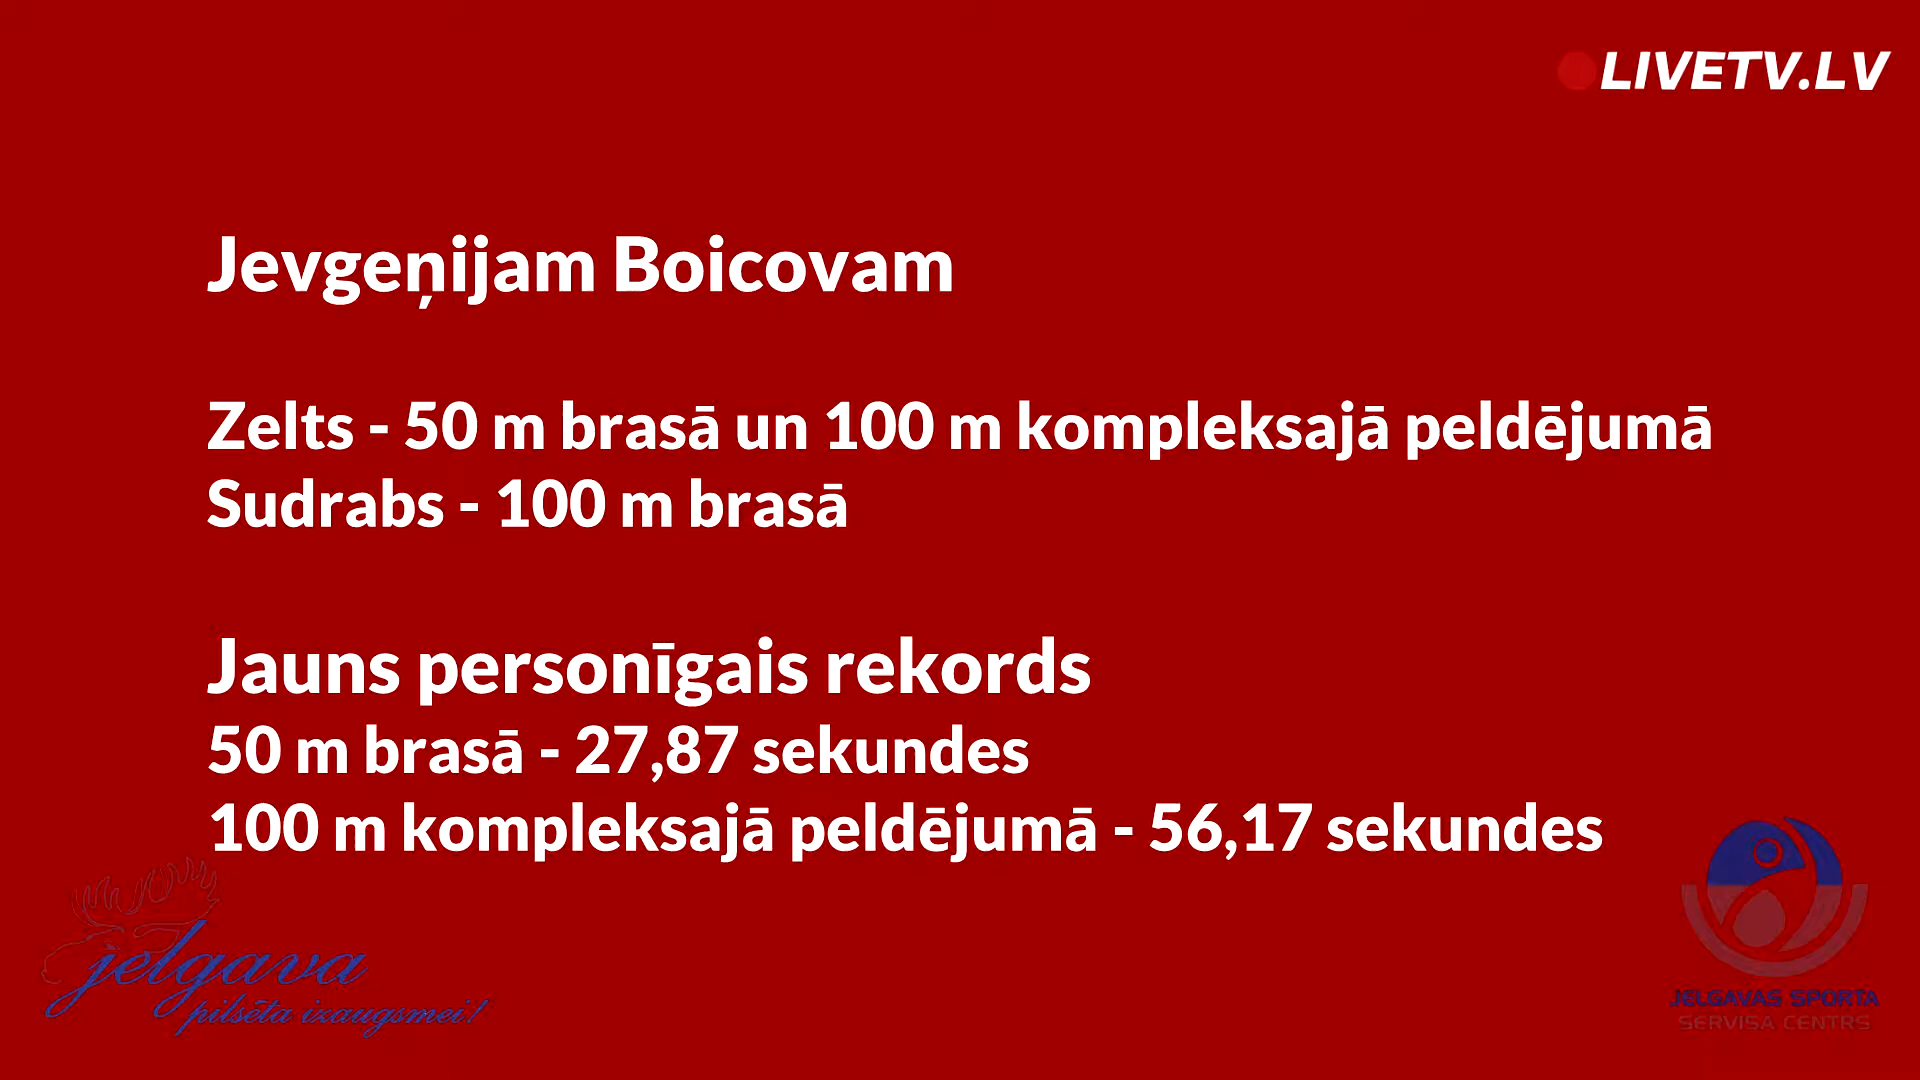 LIVETV.LV
Jevgeņijam Boicovam
Zelts - 50 m brasā un 100 m kompleksajā peldējumā
Sudrabs - 100 m brasā
Jauns personīgais rekords
50 m brasā - 27,87 sekundes
100 m kompleksajā peldējumā - 56,17 sekundes
jelgava
pilsēta izaugsmei!
JELGAVAS SPORTA
SERVISA CENTRS